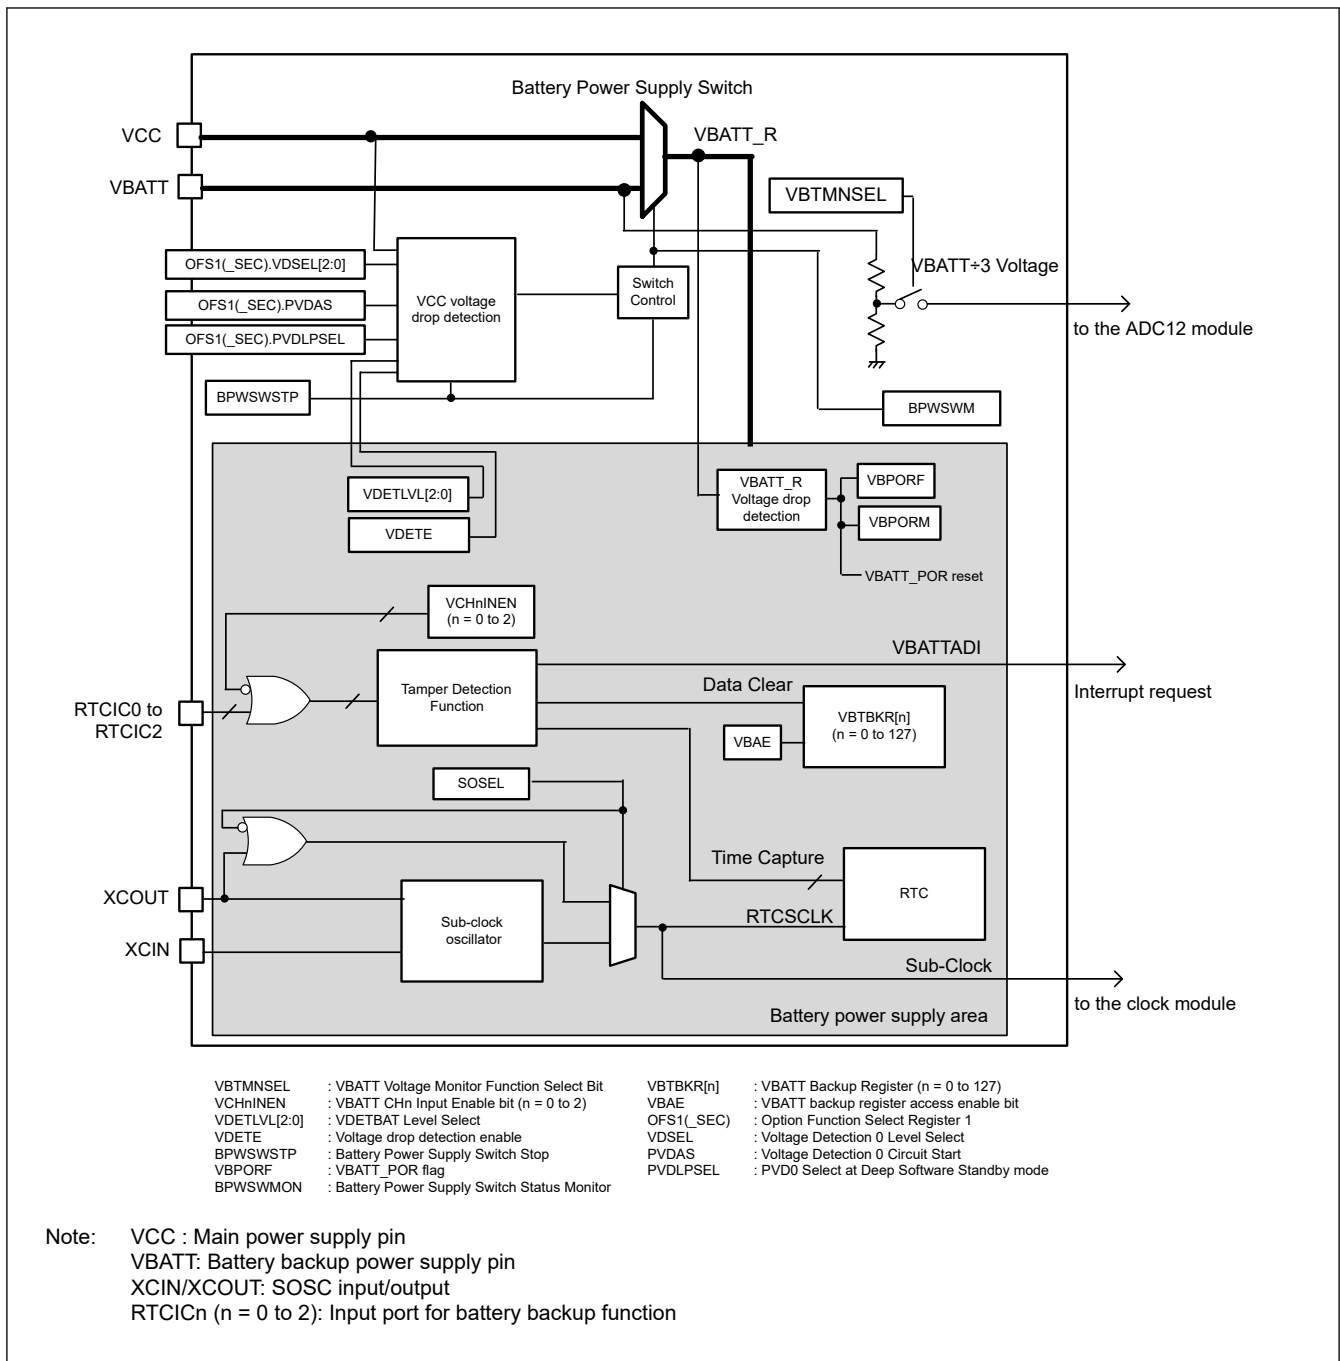 Battery Power Supply Switch
VCC
VBATT_R
VBATT
VBTMNSEL
OFS1(_SEC).VDSEL[2:0]
OFS1(_SEC).PVDAS
OFS1(_SEC).PVDLPSEL
VCC voltage
drop detection
Switch
Control
VBATT÷3 Voltage
to the ADC12 module
BPWSWSTP
BPWSWM
VDETLVL[2:0]
VDETE
VBATT_R
Voltage drop
detection
VBPORF
VBPORM
VBATT_POR reset
VCHnINEN
(n = 0 to 2)
VBATTADI
Interrupt request
Tamper Detection
Function
Data Clear
RTCIC0 to
RTCIC2
VBTBKR[n]
(n = 0 to 127)
VBAE
SOSEL
Time Capture
RTC
XCOUT
RTCSCLK
Sub-clock
oscillator
XCIN
Sub-Clock
to the clock module
Battery power supply area
VBTMNSEL : VBATT Voltage Monitor Function Select Bit
VCHnINEN : VBATT CHn Input Enable bit (n = 0 to 2)
VDETLVL[2:0] : VDETBAT Level Select
VDETE : Voltage drop detection enable
BPWSWSTP : Battery Power Supply Switch Stop
VBPORF : VBATT_POR flag
BPWSWMON : Battery Power Supply Switch Status Monitor
VBTBKR[n] : VBATT Backup Register (n = 0 to 127)
VBAE : VBATT backup register access enable bit
OFS1(_SEC) : Option Function Select Register 1
VDSEL : Voltage Detection 0 Level Select
PVDAS : Voltage Detection 0 Circuit Start
PVDLPSEL : PVD0 Select at Deep Software Standby mode
Note: VCC : Main power supply pin
VBATT: Battery backup power supply pin
XCIN/XCOUT: SOSC input/output
RTCICn (n = 0 to 2): Input port for battery backup function